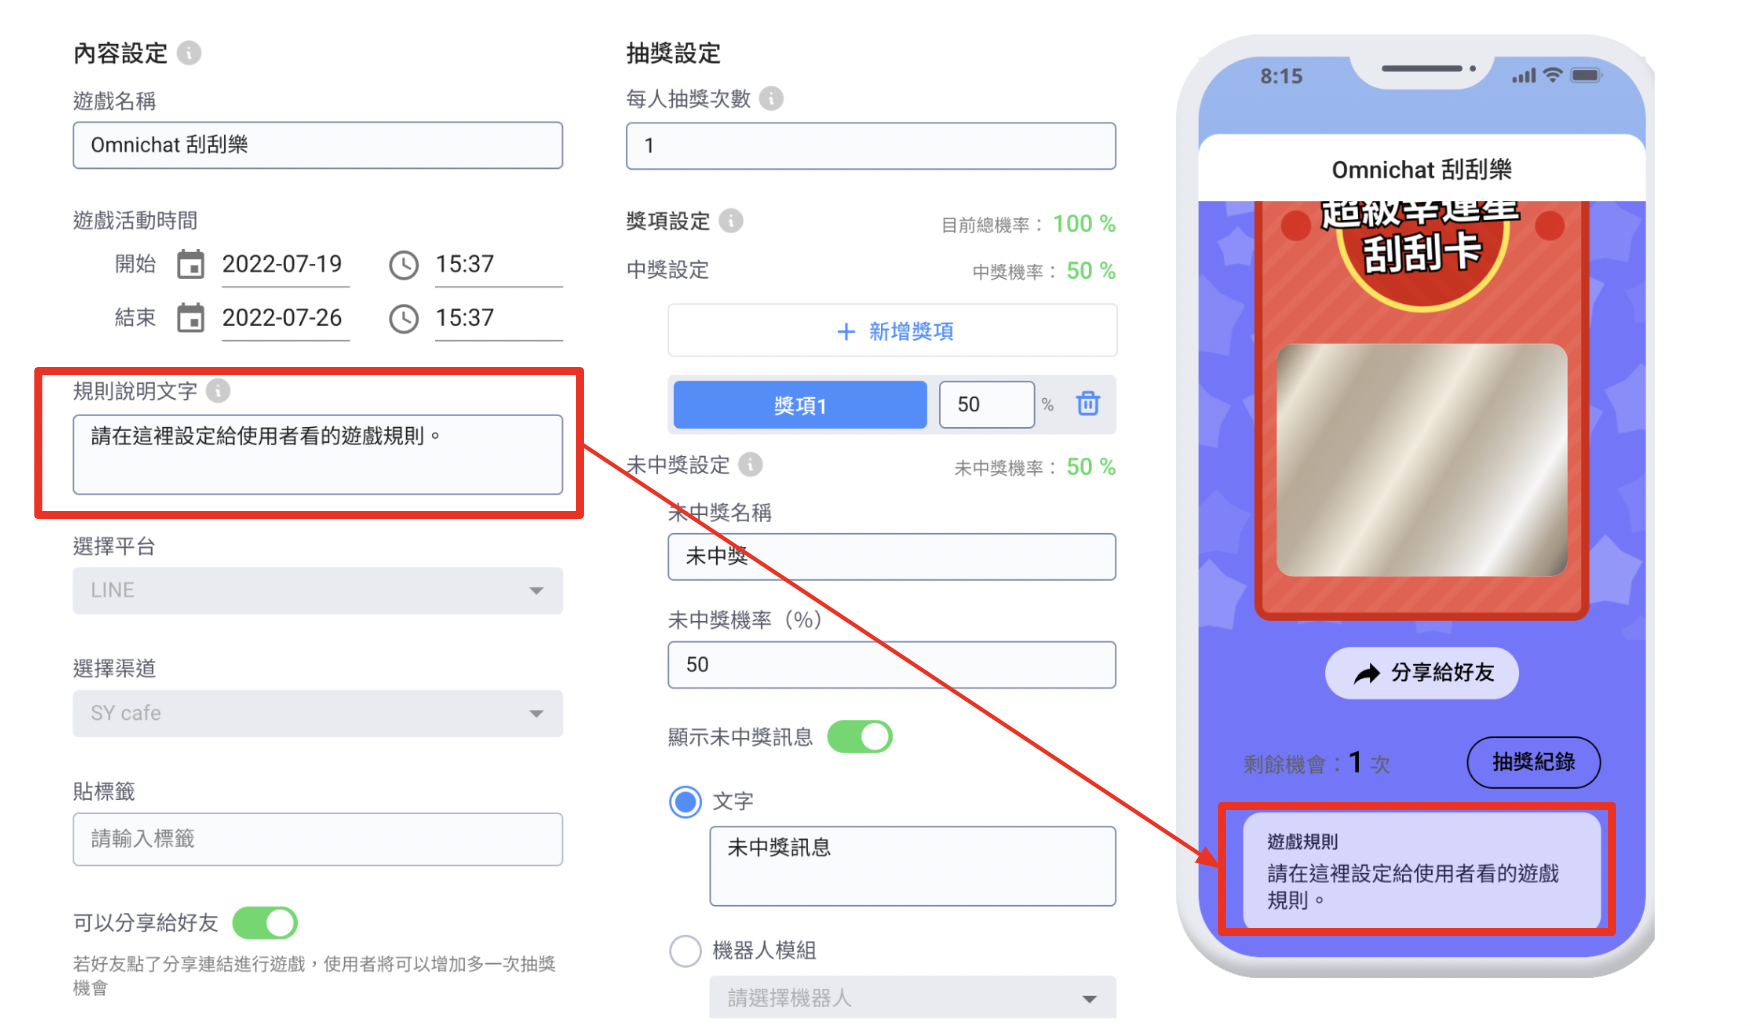 內容設定
遊戲名稱
Omnichat 刮刮樂
遊戲活動時間
開始 2022-07-19 15:37
結束 2022-07-26 15:37
規則說明文字
請在這裡設定給使用者看的遊戲規則。
選擇平台
LINE
選擇渠道
SY cafe
貼標籤
請輸入標籤
可以分享給好友
若好友點了分享連結進行遊戲，使用者將可以增加多一次抽獎
機會
抽獎設定
每人抽獎次數
1
獎項設定 目前總機率： 100 %
中獎設定 中獎機率： 50 %
＋ 新增獎項
獎項1 50 %
未中獎設定 未中獎機率： 50 %
未中獎名稱
未中獎
未中獎機率（%）
50
顯示未中獎訊息
文字
未中獎訊息
機器人模組
請選擇機器人
8:15
Omnichat 刮刮樂
超級幸運星
刮刮卡
分享給好友
剩餘機會：1 次 抽獎紀錄
遊戲規則
請在這裡設定給使用者看的遊戲
規則。